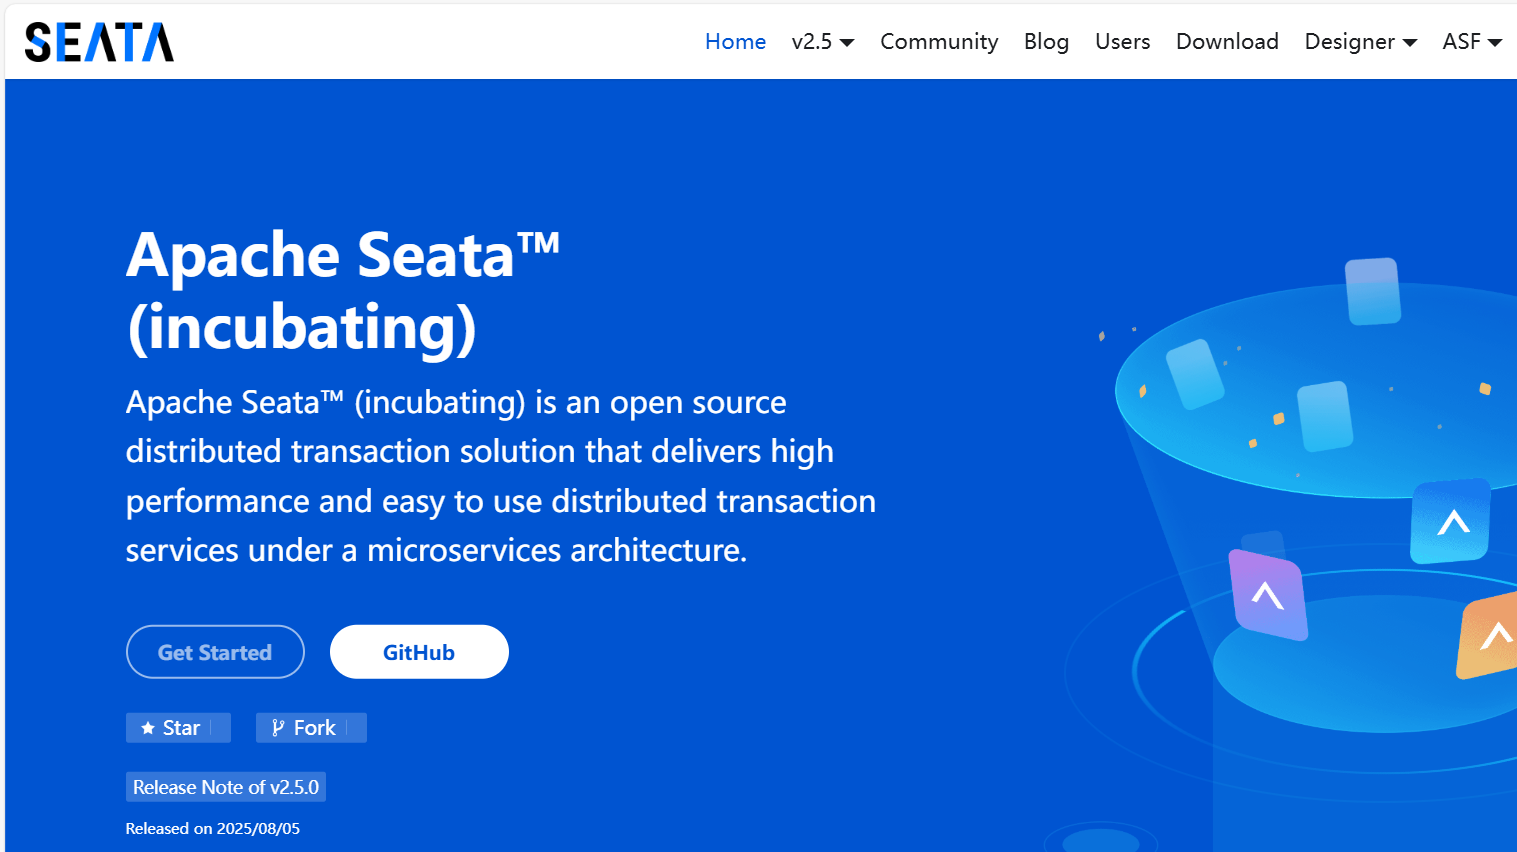 SEATA
Home v2.5 Community Blog Users Download Designer ASF
Apache Seata™
(incubating)
Apache Seata™ (incubating) is an open source
distributed transaction solution that delivers high
performance and easy to use distributed transaction
services under a microservices architecture.
Get Started GitHub
Star Fork
Release Note of v2.5.0
Released on 2025/08/05